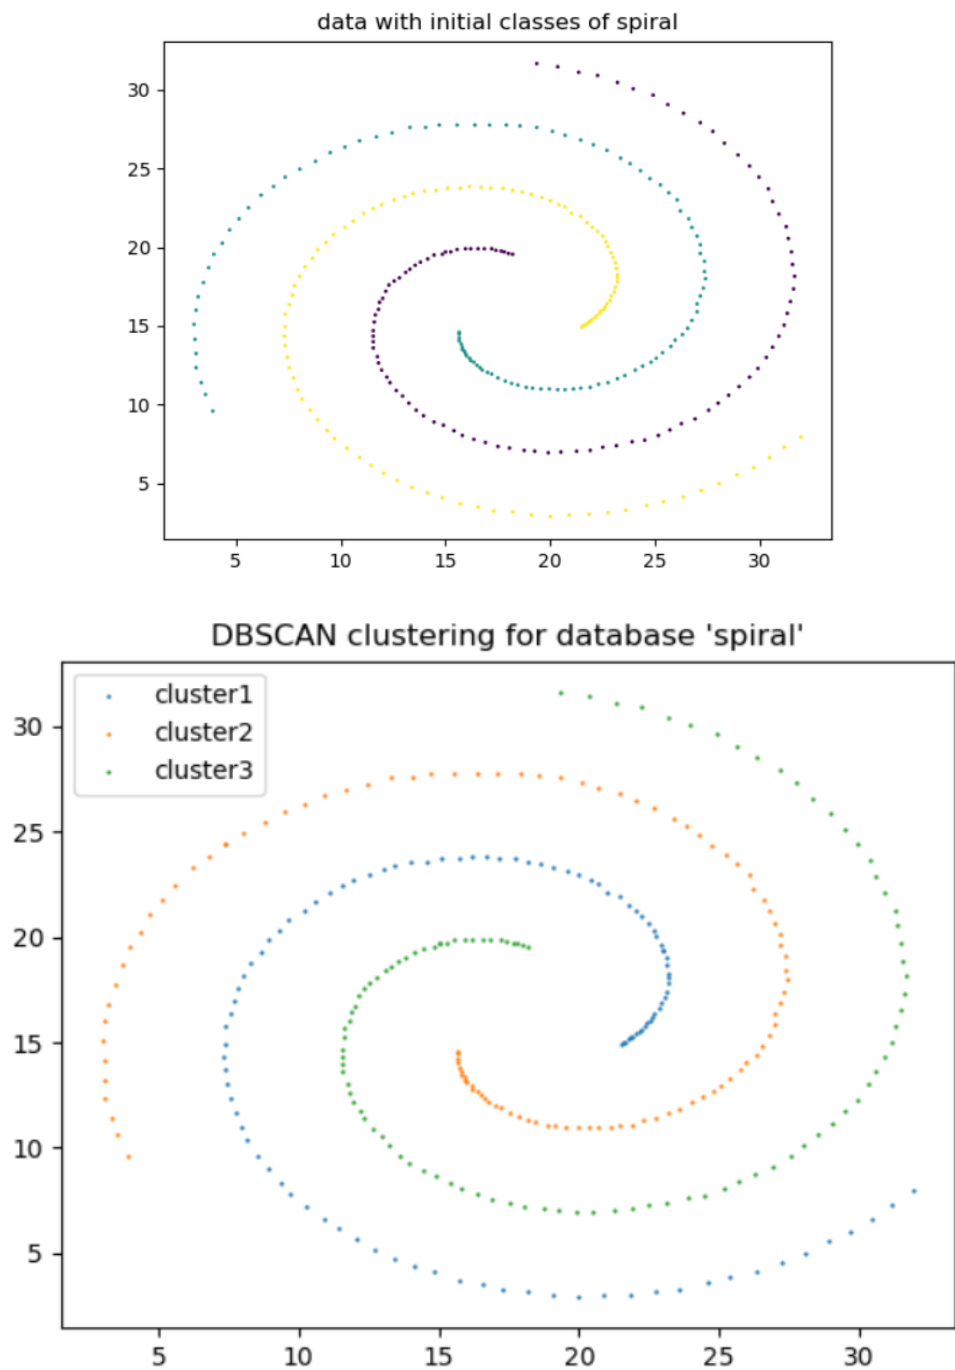 data with initial classes of spiral
30
25
20
15
10
5
5 10 15 20 25 30
DBSCAN clustering for database 'spiral'
cluster1
cluster2
cluster3
30
25
20
15
10
5
5 10 15 20 25 30